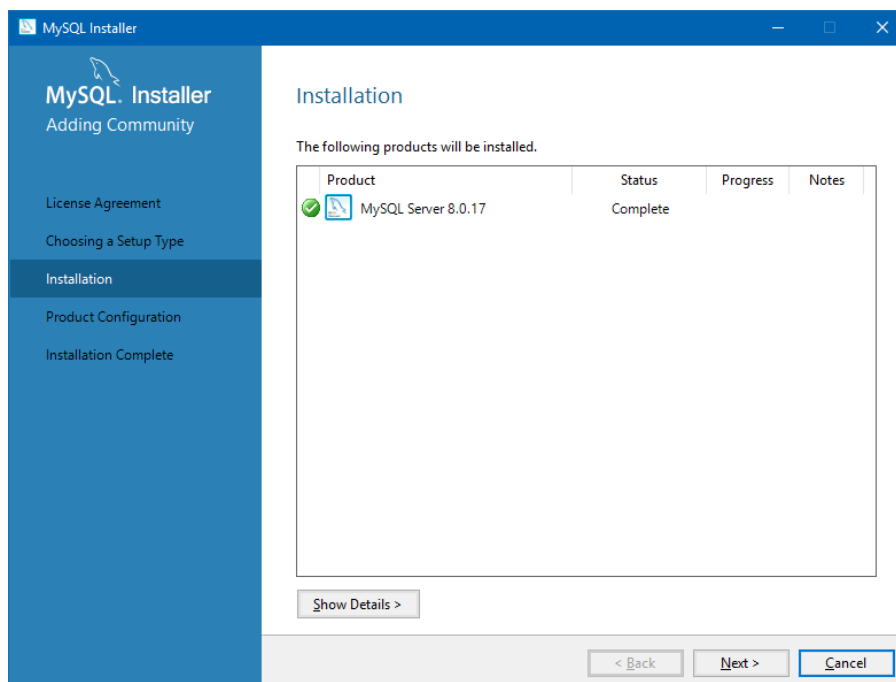 MySQL Installer
MySQL. Installer
Adding Community
License Agreement
Choosing a Setup Type
Installation
Product Configuration
Installation Complete
Installation
The following products will be installed.
Product Status Progress Notes
MySQL Server 8.0.17 Complete
Show Details >
< Back Next > Cancel